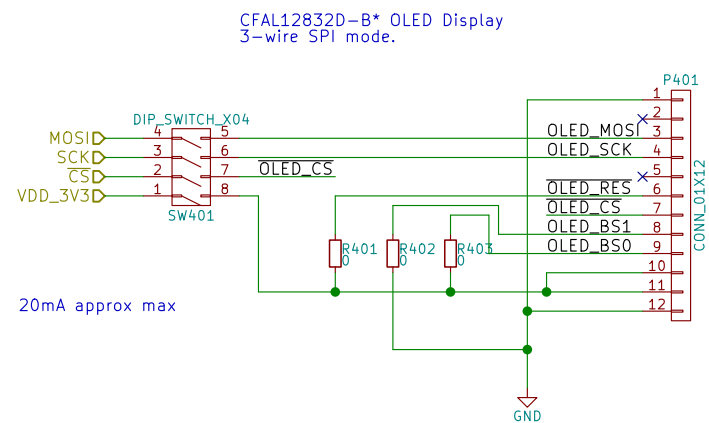 CFAL12832D-B* OLED Display
3-wire SPI mode.
P401
DIP_SWITCH_X04
1
2
MOSI
4
5
OLED_MOSI
3
SCK
3
6
OLED_SCK
4
CS
2
7
OLED_CS
5
VDD_3V3
1
8
OLED_RES
6
SW401
OLED_CS
7
OLED_BS1
8
OLED_BS0
9
R401
0
R402
0
R403
0
10
11
12
CONN_01X12
20mA approx max
GND